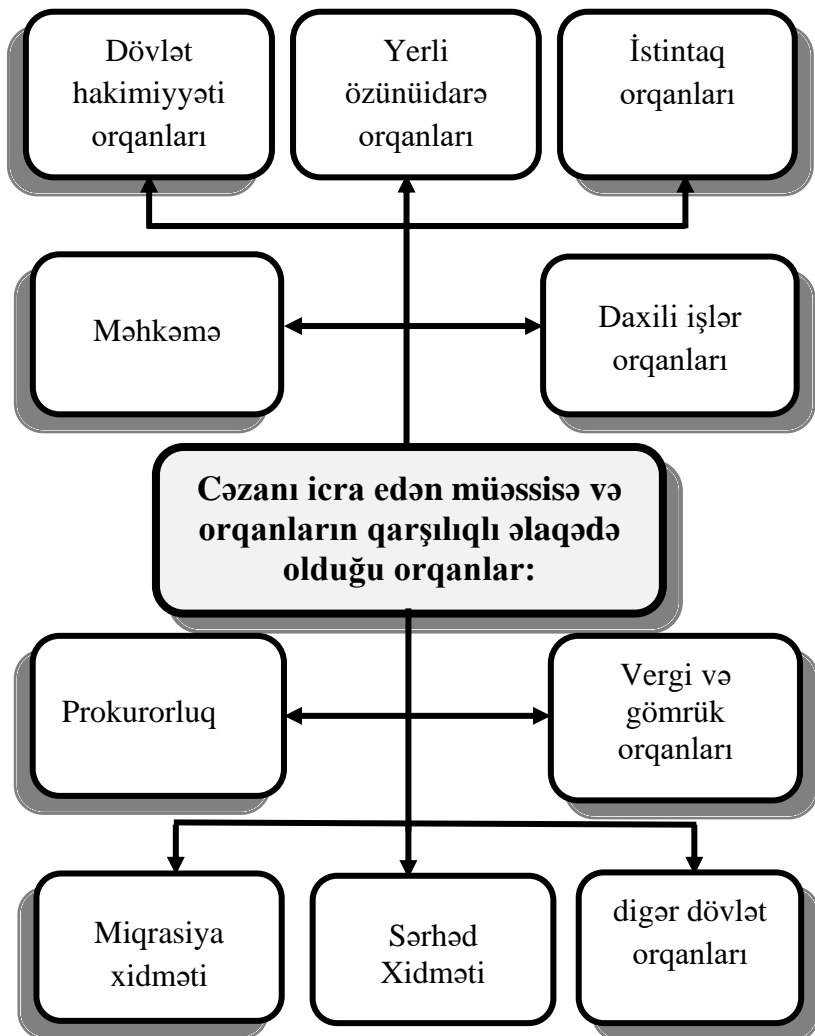 Dövlət
hakimiyyəti
orqanları
Yerli
özünüidarə
orqanları
İstintaq
orqanları
Məhkəmə
Daxili işlər
orqanları
Cəzanı icra edən müəssisə və
orqanların qarşılıqlı əlaqədə
olduğu orqanlar:
Prokurorluq
Vergi və
gömrük
orqanları
Miqrasiya
xidməti
Sərhəd
Xidməti
digər dövlət
orqanları